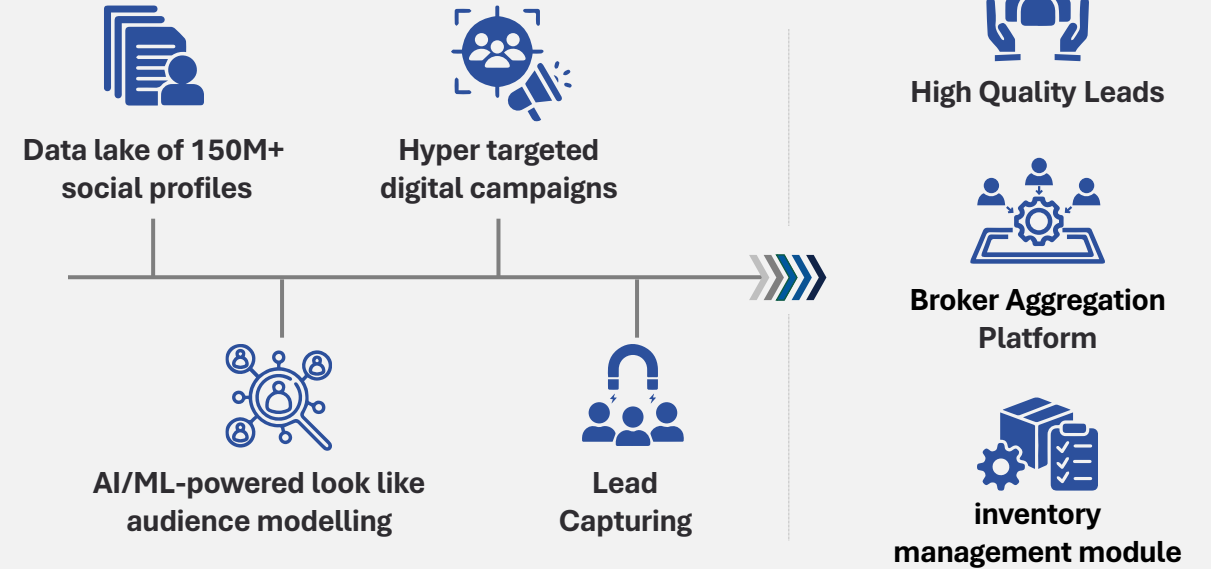 Data lake of 150M+
social profiles
Hyper targeted
digital campaigns
AI/ML-powered look like
audience modelling
Lead
Capturing
High Quality Leads
Broker Aggregation
Platform
inventory
management module